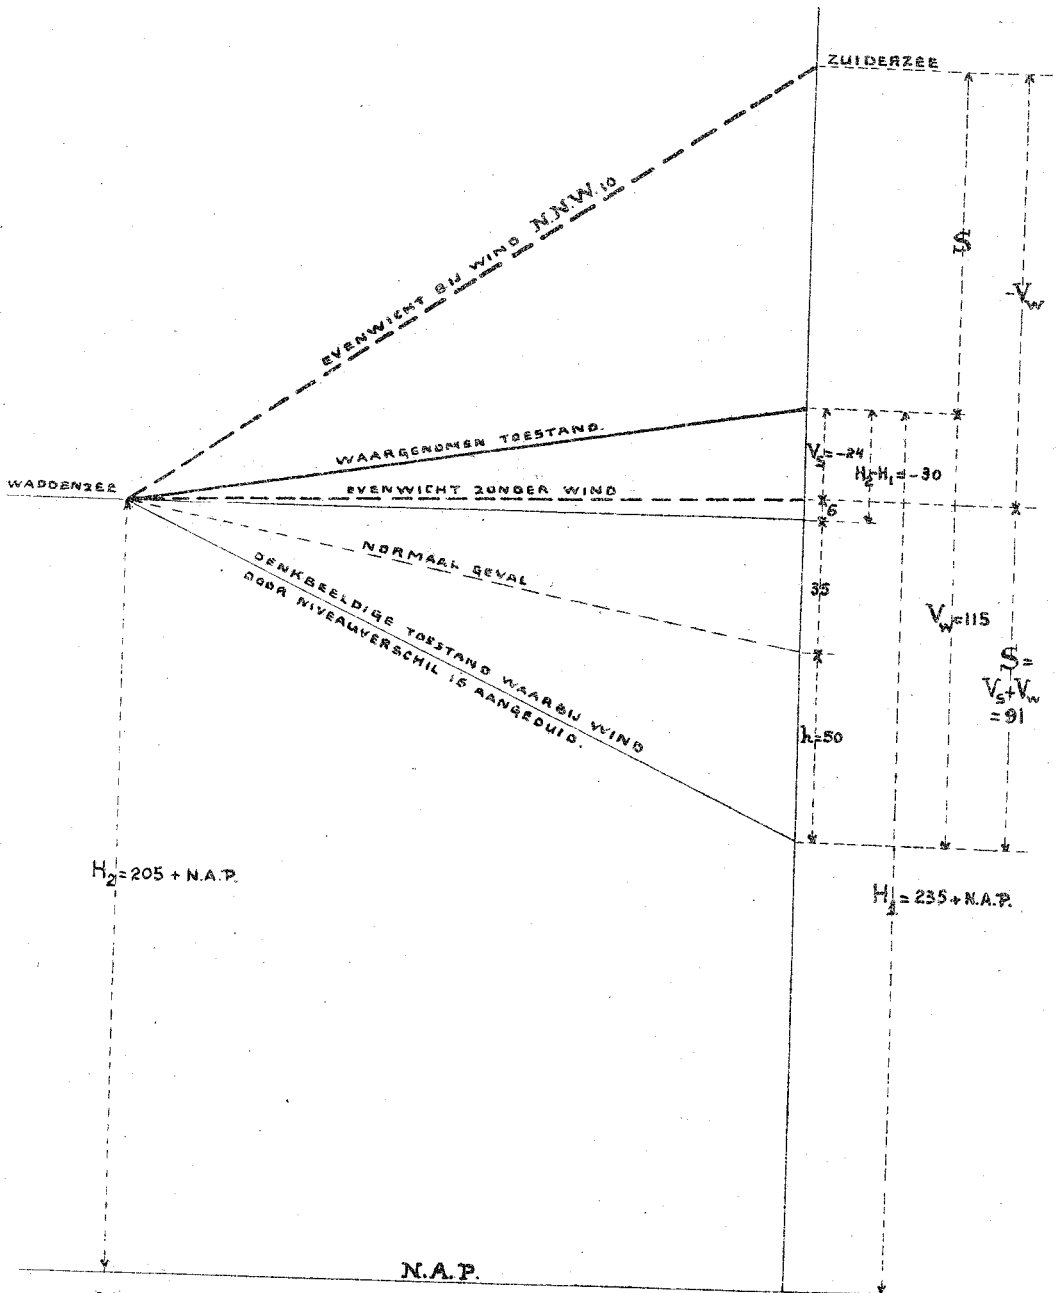 ZUIDERZEE
EVENWICHT BIJ WIND N.N.W. 10
S
-Vw
WAARGENOMEN TOESTAND.
Vs=-24
H2-H1=-30
WADDENZEE
EVENWICHT ZONDER WIND
6
NORMAAL GEVAL
35
DENKBEELDIGE TOESTAND WAARBIJ WIND
DOOR NIVEAUVERSCHIL IS AANGEDUID.
Vw=115
S=
Vs+Vw
=91
h=50
H2=205+N.A.P.
H1=235+N.A.P.
N.A.P.